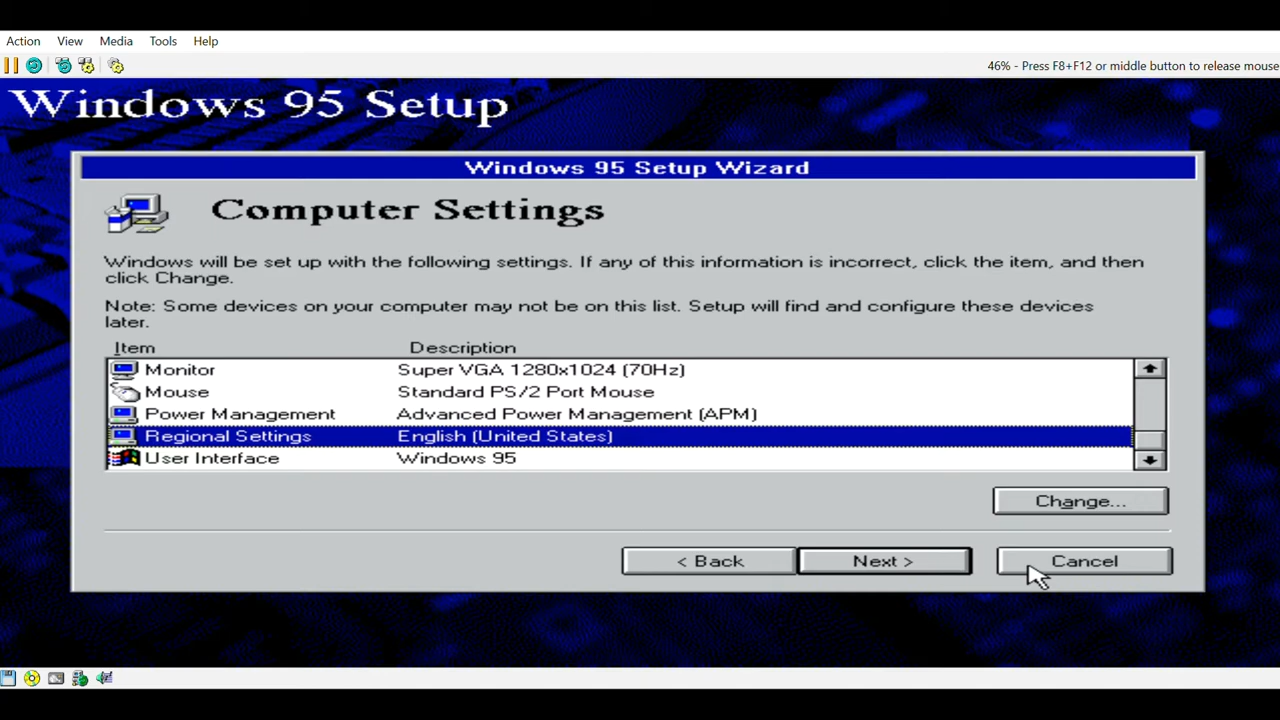 Action View Media Tools Help
46% - Press F8+F12 or middle button to release mouse
Windows 95 Setup
Windows 95 Setup Wizard
Computer Settings
Windows will be set up with the following settings. If any of this information is incorrect, click the item, and then
click Change.
Note: Some devices on your computer may not be on this list. Setup will find and configure these devices
later.
Item Description
Monitor Super VGA 1280x1024 (70Hz)
Mouse Standard PS/2 Port Mouse
Power Management Advanced Power Management (APM)
Regional Settings English (United States)
User Interface Windows 95
Change...
< Back Next > Cancel